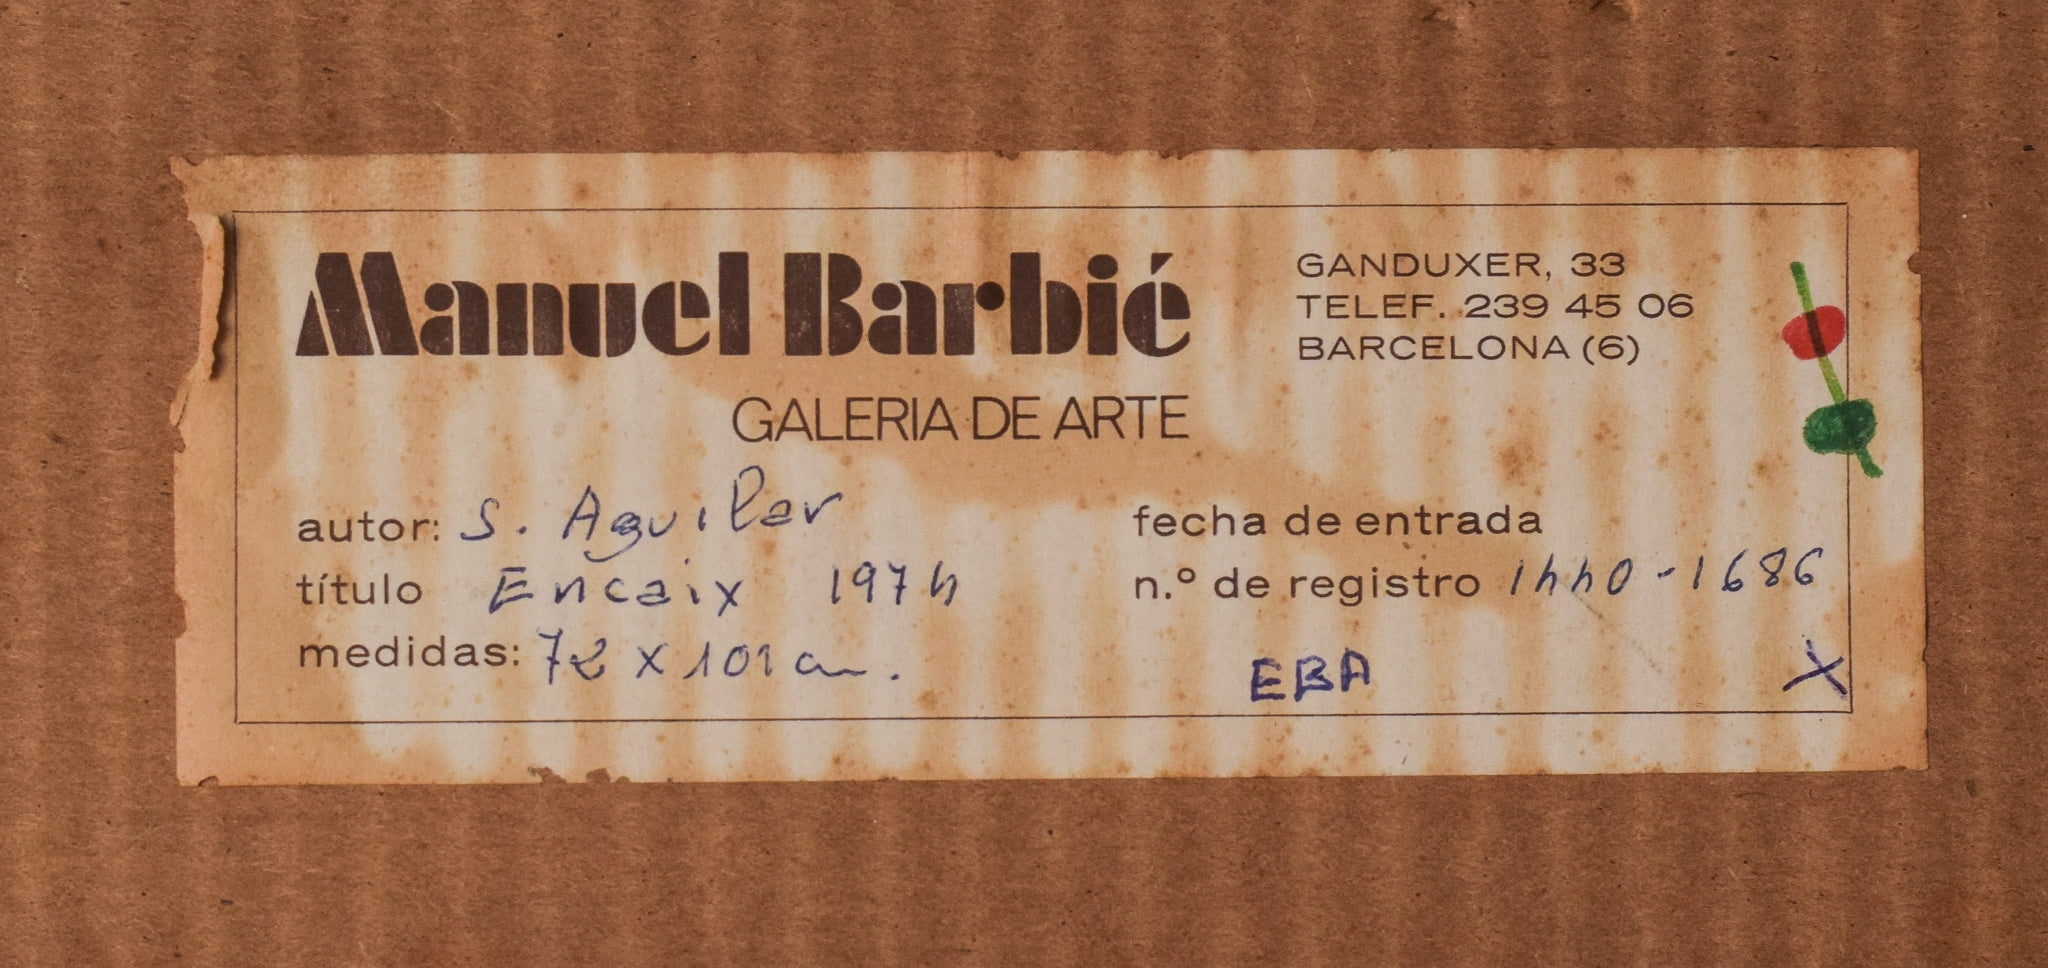 Manuel Barbié
GALERIA DE ARTE
GANDUXER, 33
TELEF. 239 45 06
BARCELONA (6)
autor: S. Aguilar
título Encaix 1974
medidas: 72 x 101 cm.
fecha de entrada
n.º de registro 1440-1686
EBA X